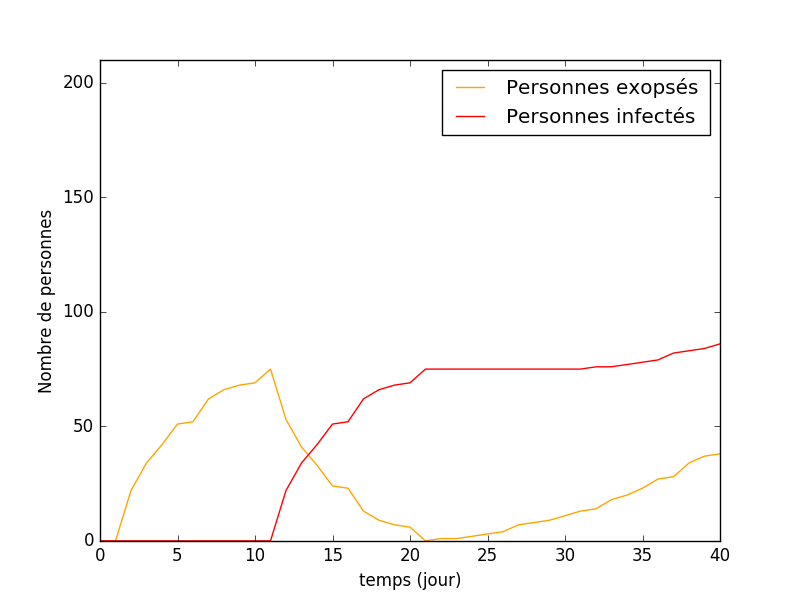 200
150
100
50
0
Nombre de personnes
Personnes exopsés
Personnes infectés
0 5 10 15 20 25 30 35 40
temps (jour)